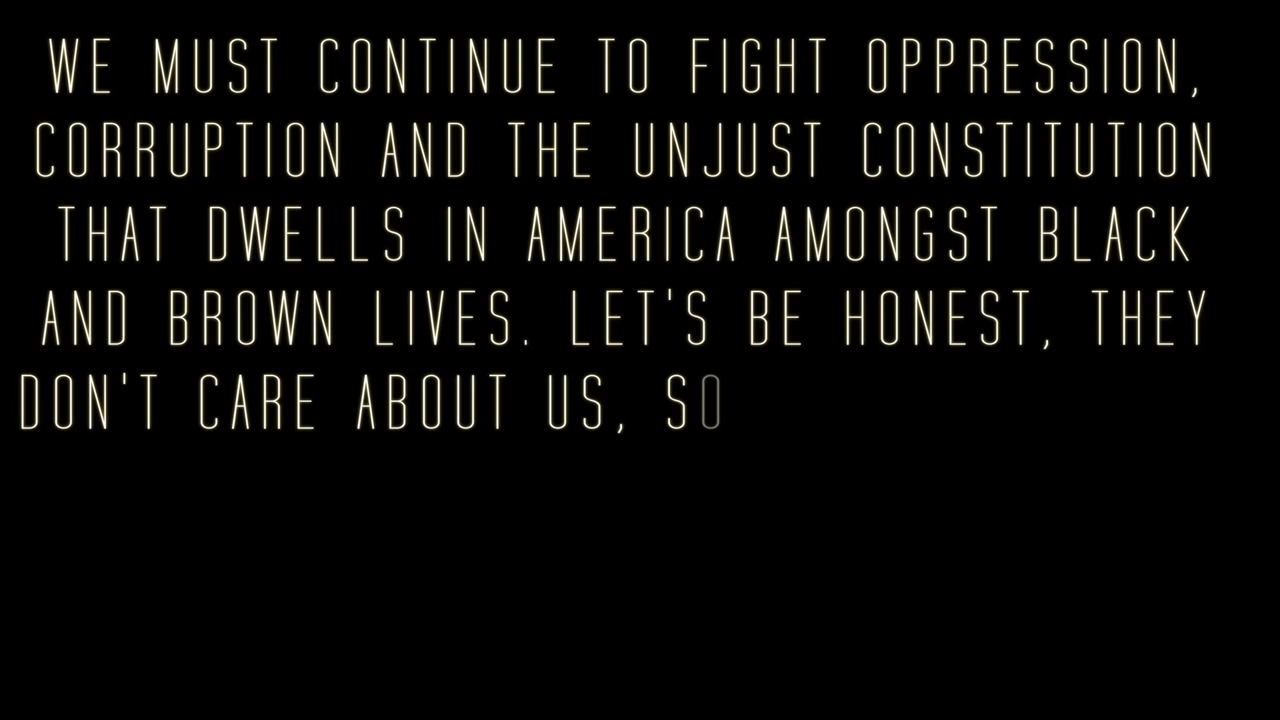 WE MUST CONTINUE TO FIGHT OPPRESSION,
CORRUPTION AND THE UNJUST CONSTITUTION
THAT DWELLS IN AMERICA AMONGST BLACK
AND BROWN LIVES. LET'S BE HONEST, THEY
DON'T CARE ABOUT US, SO